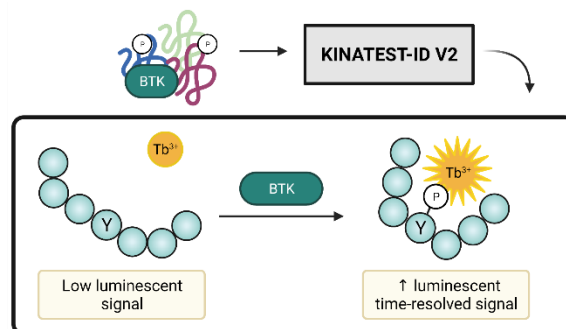 P
P
BTK
KINATEST-ID V2
Tb³⁺
Tb³⁺
BTK
P
Y
Y
Low luminescent
signal
↑ luminescent
time-resolved signal